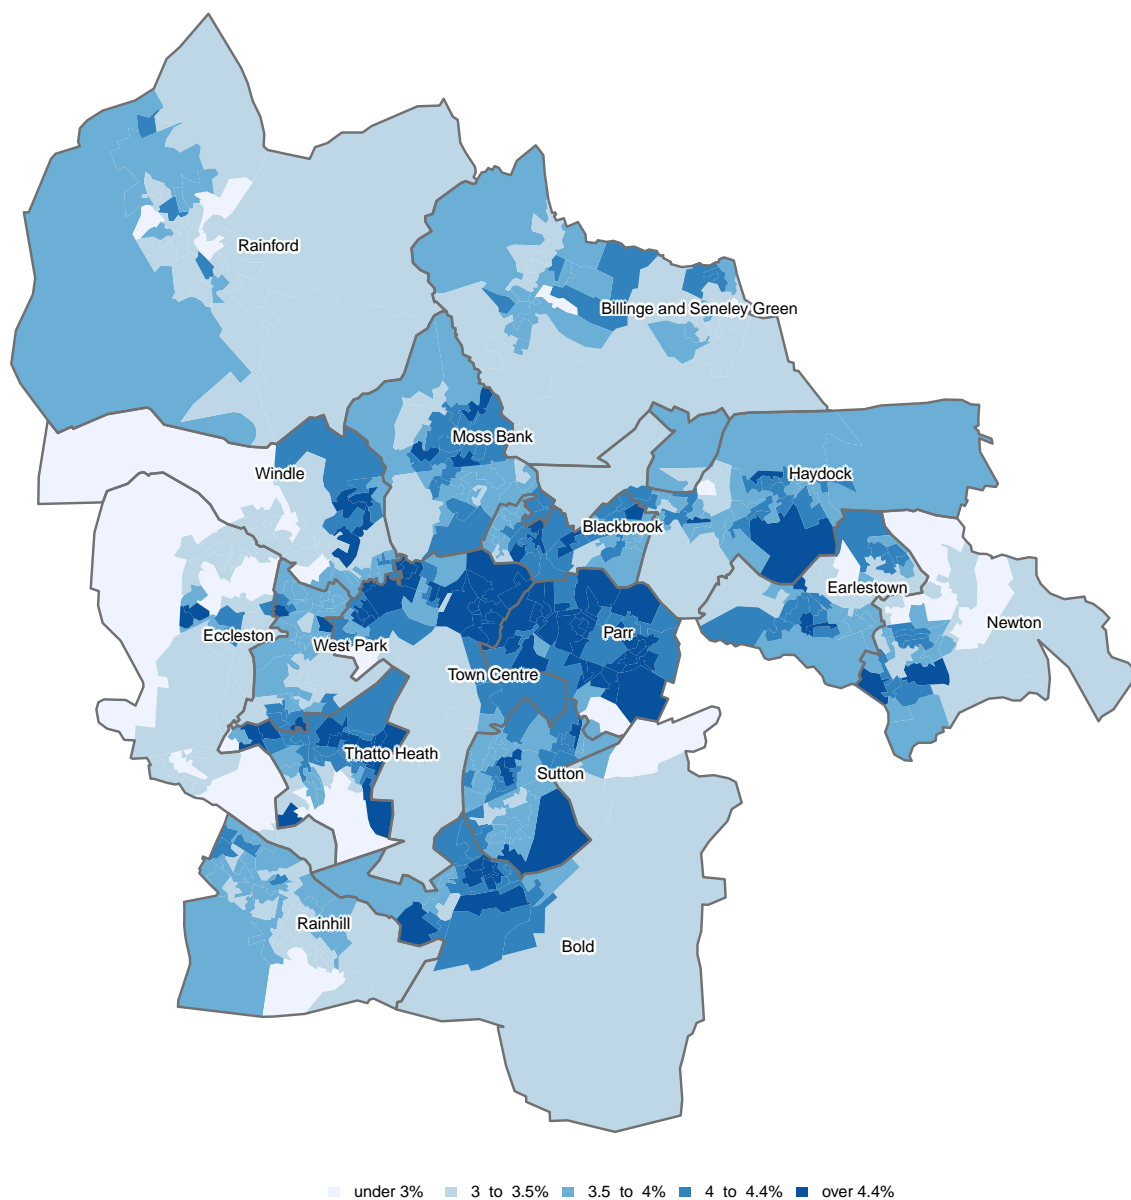 Rainford
Billinge and Seneley Green
Moss Bank
Windle
Haydock
Blackbrook
Earlestown
Newton
Parr
Eccleston
West Park
Town Centre
Thatto Heath
Sutton
Rainhill
Bold
under 3% 3 to 3.5% 3.5 to 4% 4 to 4.4% over 4.4%